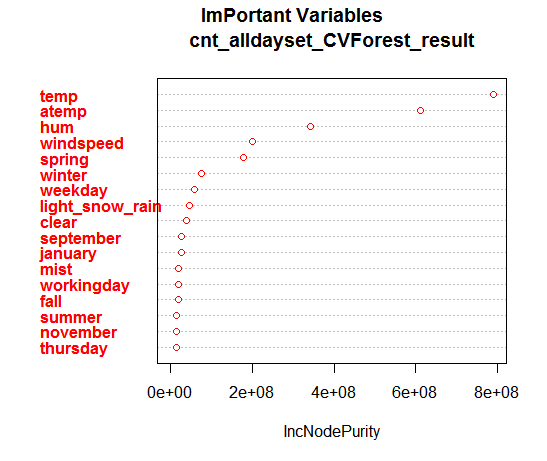 ImPortant Variables
cnt_alldayset_CVForest_result
temp
atemp
hum
windspeed
spring
winter
weekday
light_snow_rain
clear
september
january
mist
workingday
fall
summer
november
thursday
0e+00 2e+08 4e+08 6e+08 8e+08
IncNodePurity